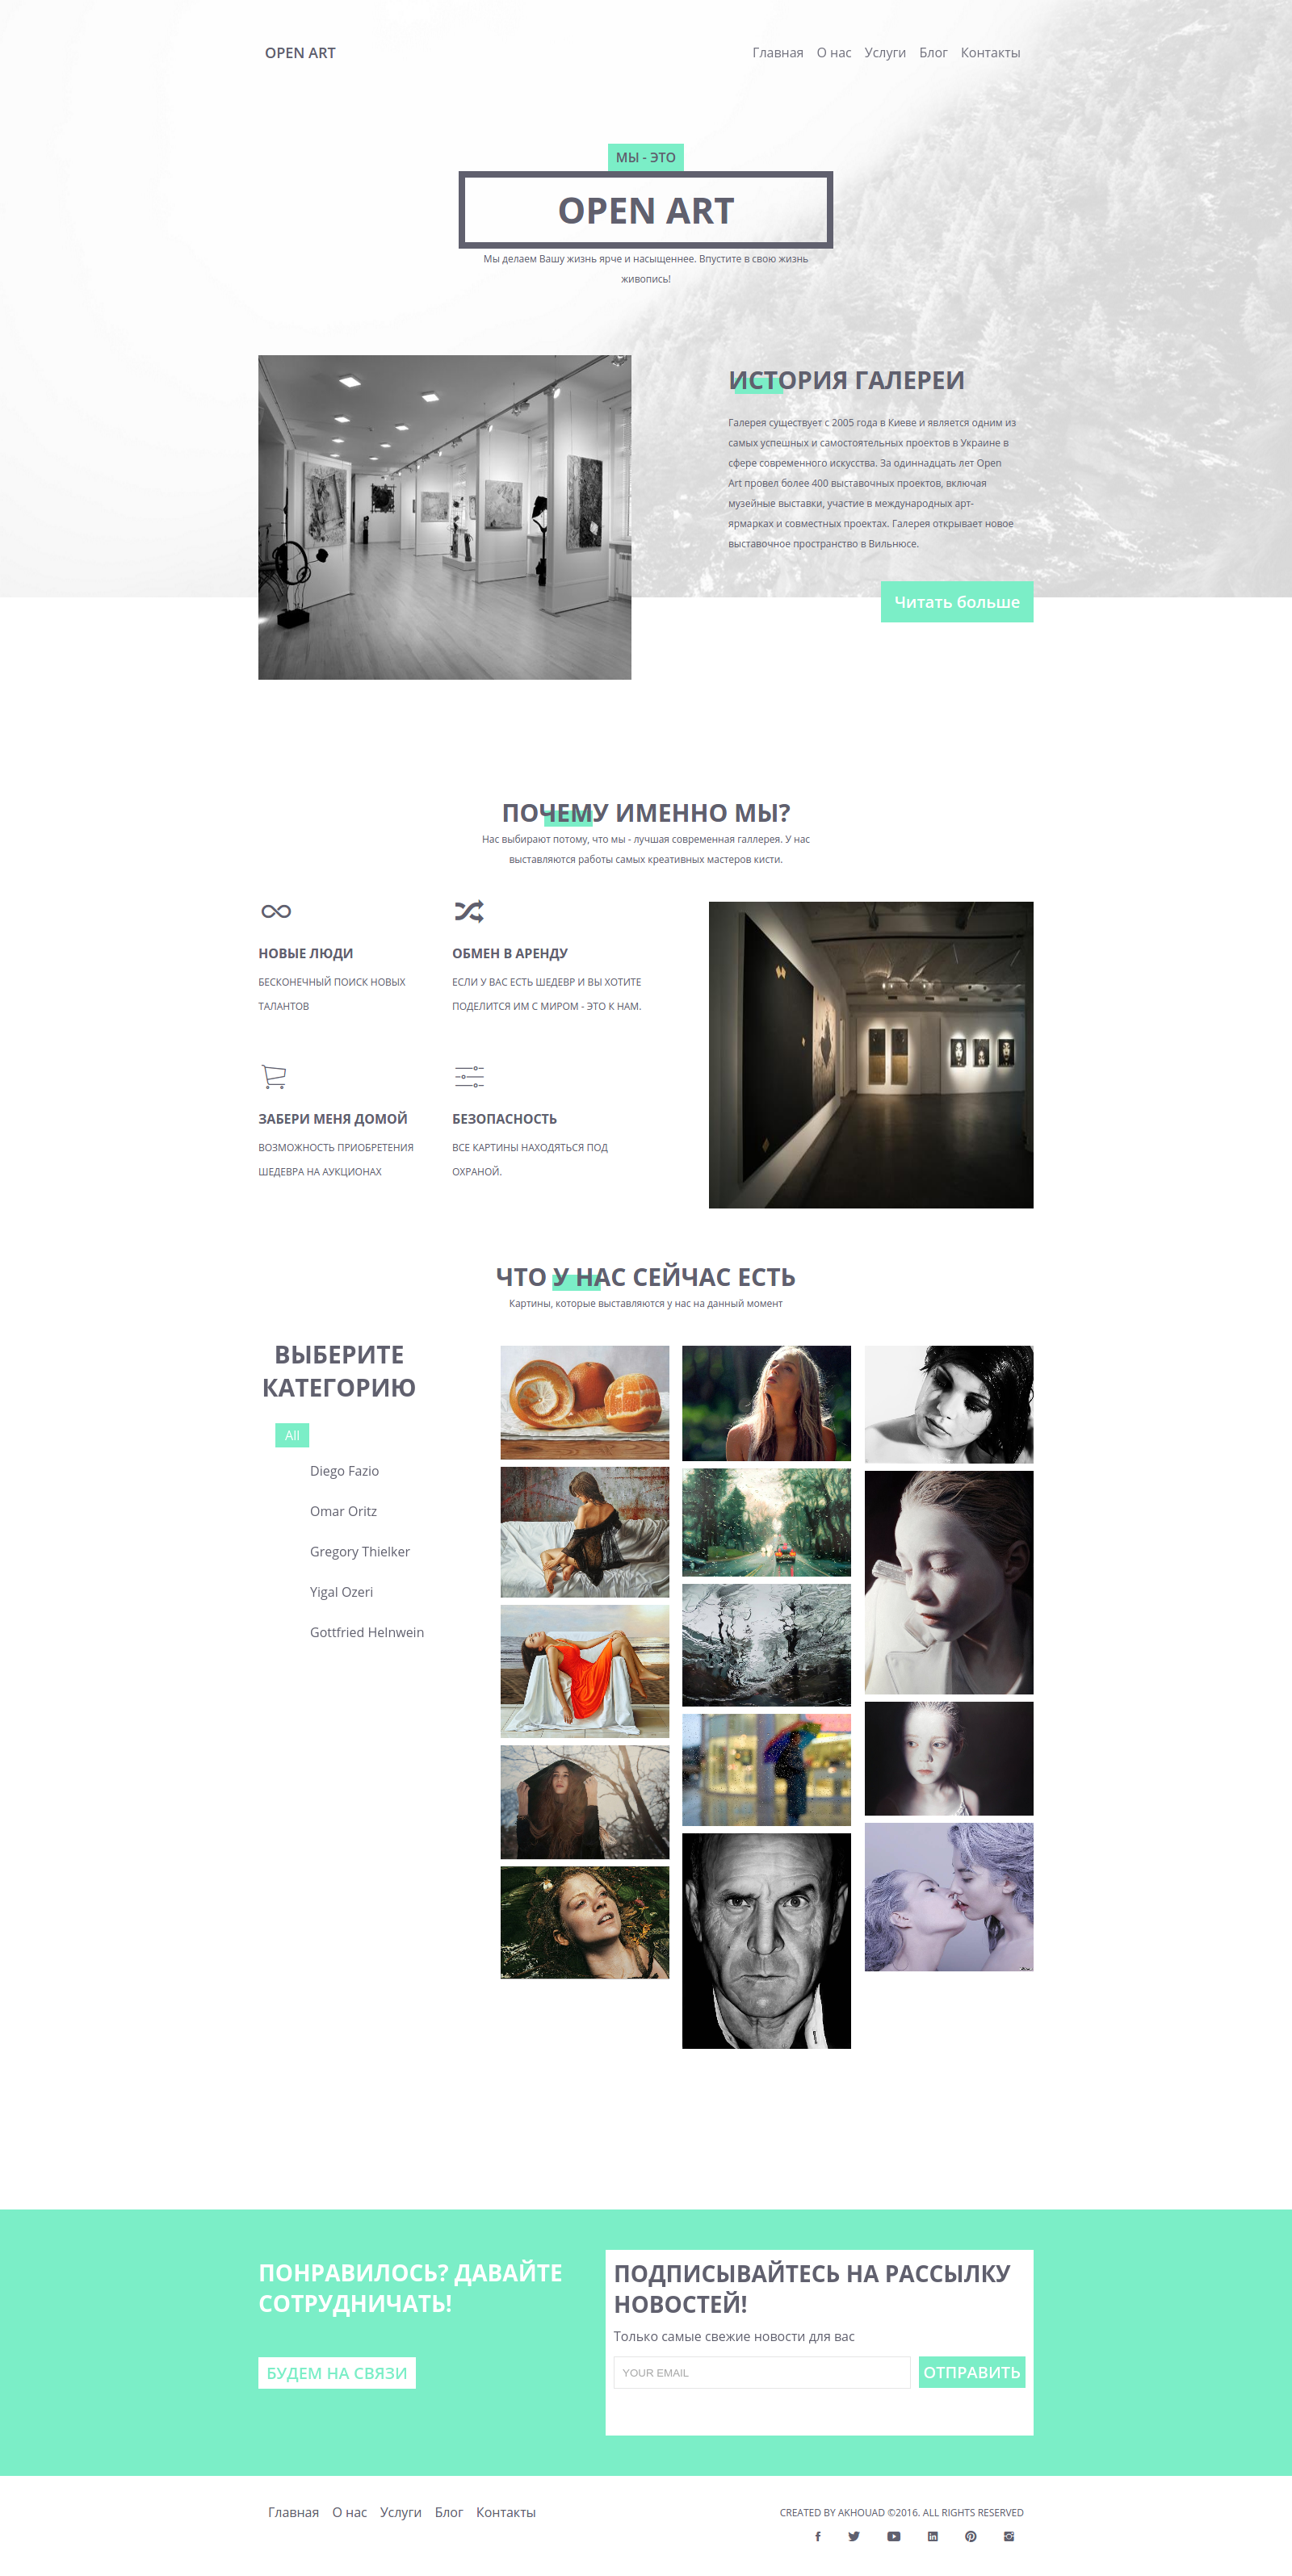 OPEN ART
Главная О нас Услуги Блог Контакты
МЫ - ЭТО
OPEN ART
Мы делаем Вашу жизнь ярче и насыщеннее. Впустите в свою жизнь
живопись!
ИСТОРИЯ ГАЛЕРЕИ
Галерея существует с 2005 года в Киеве и является одним из
самых успешных и самостоятельных проектов в Украине в
сфере современного искусства. За одиннадцать лет Open
Art провел более 400 выставочных проектов, включая
музейные выставки, участие в международных арт-
ярмарках и совместных проектах. Галерея открывает новое
выставочное пространство в Вильнюсе.
Читать больше
ПОЧЕМУ ИМЕННО МЫ?
Нас выбирают потому, что мы - лучшая современная галлерея. У нас
выставляются работы самых креативных мастеров кисти.
НОВЫЕ ЛЮДИ
БЕСКОНЕЧНЫЙ ПОИСК НОВЫХ
ТАЛАНТОВ
ОБМЕН В АРЕНДУ
ЕСЛИ У ВАС ЕСТЬ ШЕДЕВР И ВЫ ХОТИТЕ
ПОДЕЛИТСЯ ИМ С МИРОМ - ЭТО К НАМ.
ЗАБЕРИ МЕНЯ ДОМОЙ
ВОЗМОЖНОСТЬ ПРИОБРЕТЕНИЯ
ШЕДЕВРА НА АУКЦИОНАХ
БЕЗОПАСНОСТЬ
ВСЕ КАРТИНЫ НАХОДЯТЬСЯ ПОД
ОХРАНОЙ.
ЧТО У НАС СЕЙЧАС ЕСТЬ
Картины, которые выставляются у нас на данный момент
ВЫБЕРИТЕ
КАТЕГОРИЮ
All
Diego Fazio
Omar Oritz
Gregory Thielker
Yigal Ozeri
Gottfried Helnwein
ПОНРАВИЛОСЬ? ДАВАЙТЕ
СОТРУДНИЧАТЬ!
БУДЕМ НА СВЯЗИ
ПОДПИСЫВАЙТЕСЬ НА РАССЫЛКУ
НОВОСТЕЙ!
Только самые свежие новости для вас
YOUR EMAIL
ОТПРАВИТЬ
Главная О нас Услуги Блог Контакты
CREATED BY AKHOUAD ©2016. ALL RIGHTS RESERVED